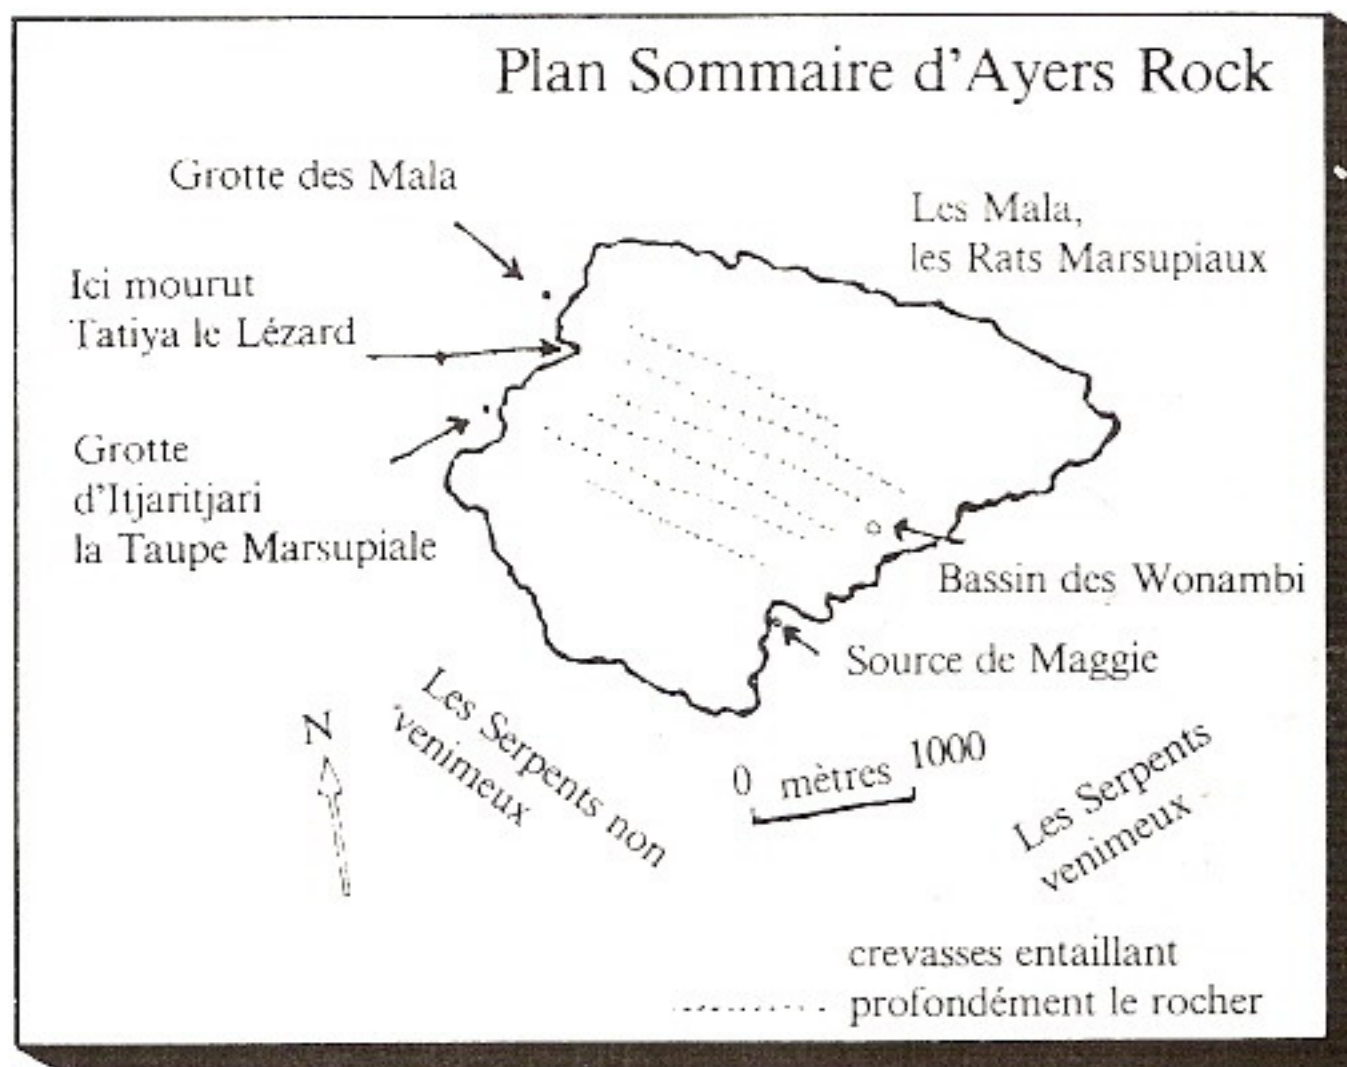 Plan Sommaire d'Ayers Rock
Grotte des Mala
Les Mala,
les Rats Marsupiaux
Ici mourut
Tatiya le Lézard
Grotte
d'Itjaritjari
la Taupe Marsupiale
Bassin des Wonambi
Source de Maggie
Les Serpents non
venimeux
N
0 mètres 1000
Les Serpents
venimeux
crevasses entaillant
profondément le rocher